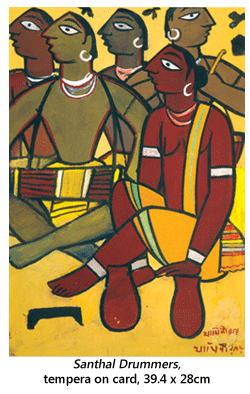 Santhal Drummers,
tempera on card, 39.4 x 28cm